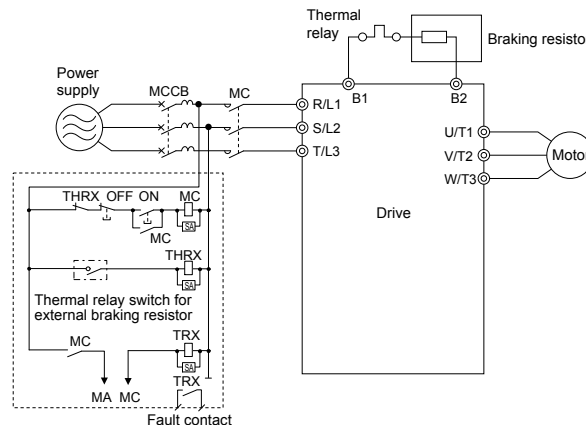 Thermal
relay
Braking resistor
Power
supply
MCCB
MC
B1
B2
R/L1
S/L2
T/L3
U/T1
V/T2
W/T3
Motor
Drive
THRX
OFF
ON
MC
SA
MC
THRX
SA
Thermal relay switch for
external braking resistor
MC
TRX
SA
MA
MC
TRX
Fault contact